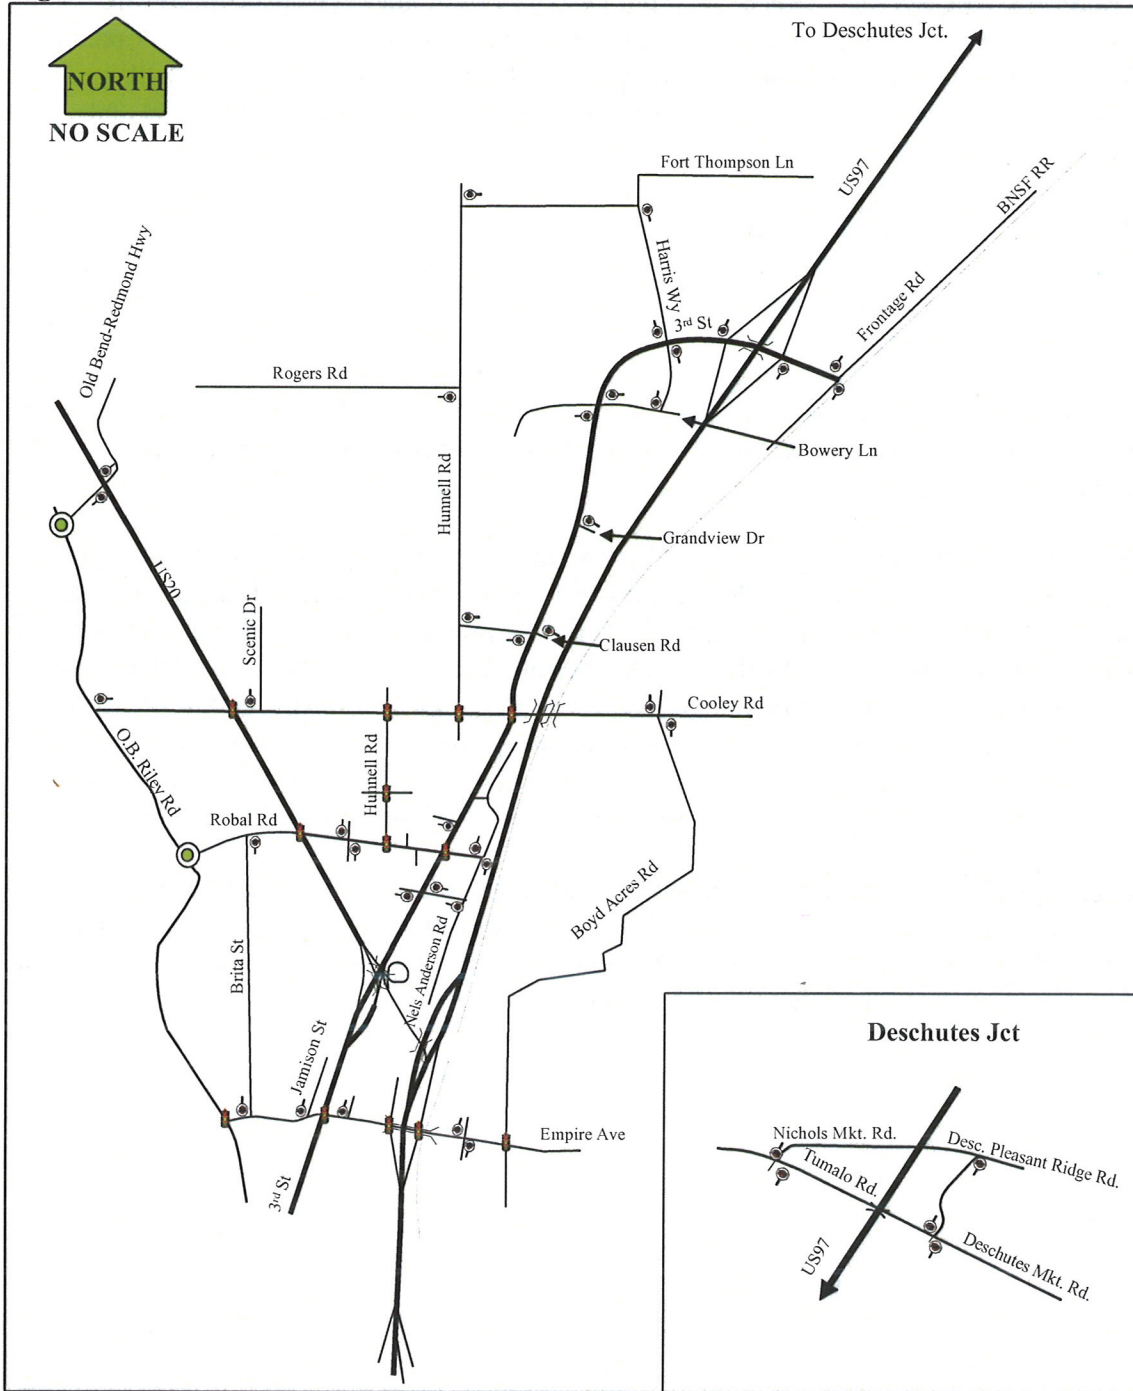 To Deschutes Jct.
NORTH
NO SCALE
Fort Thompson Ln
US97
BNSF RR
Harris Wy
Old Bend-Redmond Hwy
3rd St
Frontage Rd
Rogers Rd
Bowery Ln
Hunnell Rd
Grandview Dr
US20
Scenic Dr
Clausen Rd
Cooley Rd
O.B. Riley Rd
Hunnell Rd
Robal Rd
Boyd Acres Rd
Brita St
Nels Anderson Rd
Jamison St
Empire Ave
3rd St
Deschutes Jct
Nichols Mkt. Rd.
Desc. Pleasant Ridge Rd.
Tumalo Rd.
US97
Deschutes Mkt. Rd.